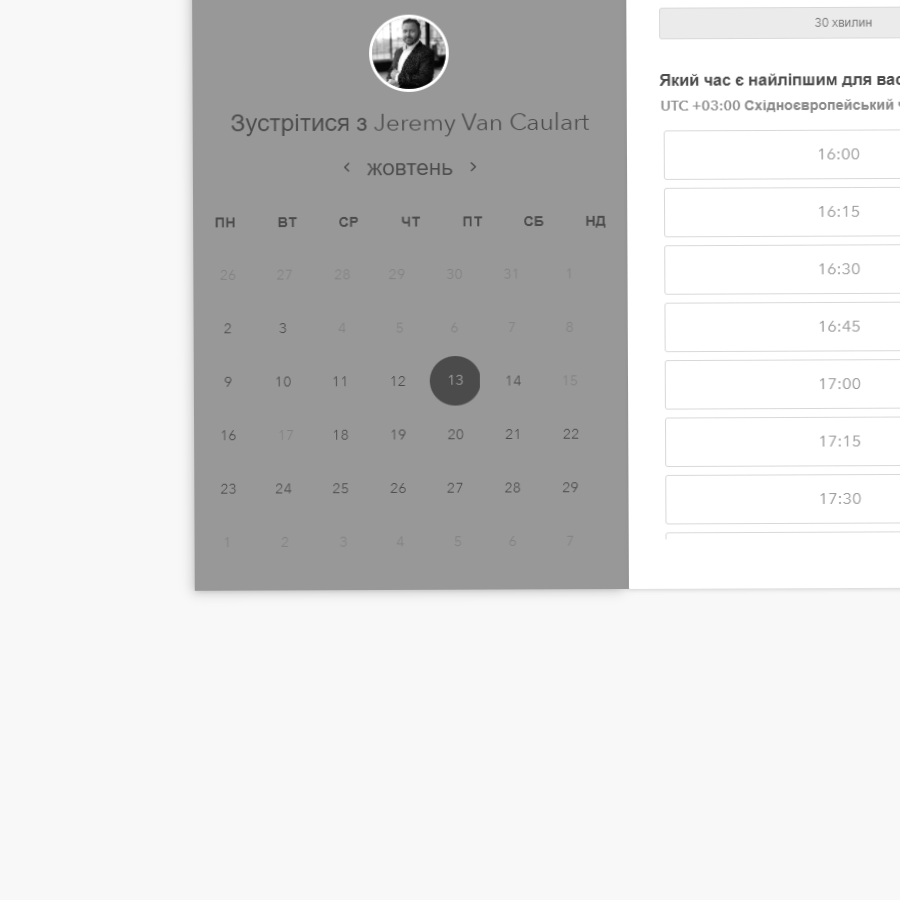 Зустрітися з Jeremy Van Caulart
жовтень
ПН ВТ СР ЧТ ПТ СБ НД
26 27 28 29 30 31 1
2 3 4 5 6 7 8
9 10 11 12 13 14 15
16 17 18 19 20 21 22
23 24 25 26 27 28 29
1 2 3 4 5 6 7
30 хвилин
Який час є найліпшим для вас
UTC +03:00 Східноєвропейський
16:00
16:15
16:30
16:45
17:00
17:15
17:30